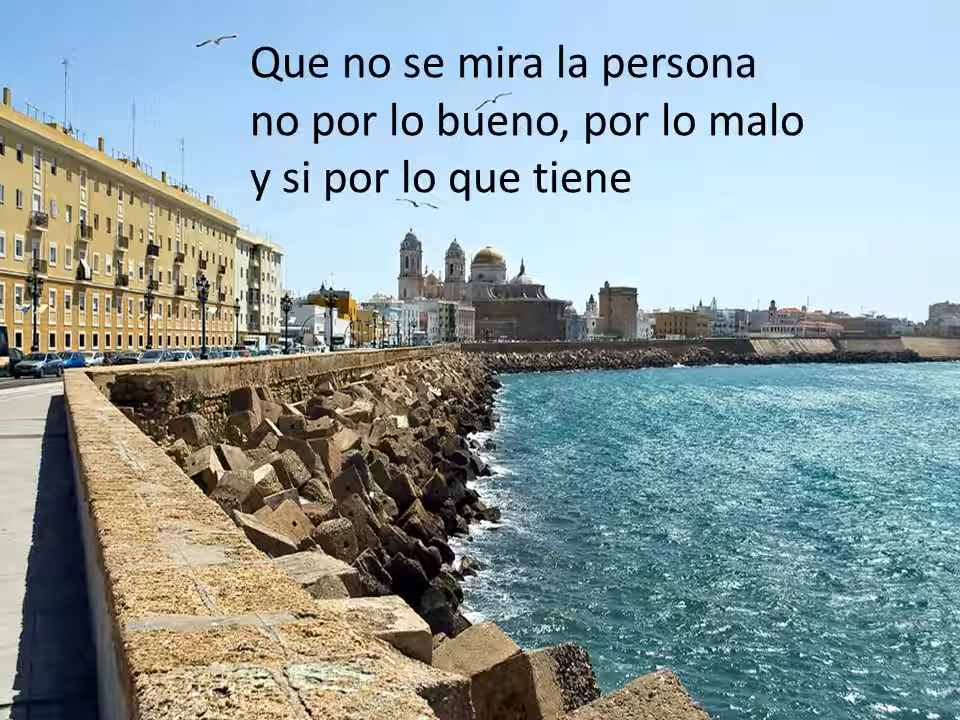 Que no se mira la persona
no por lo bueno, por lo malo
y si por lo que tiene